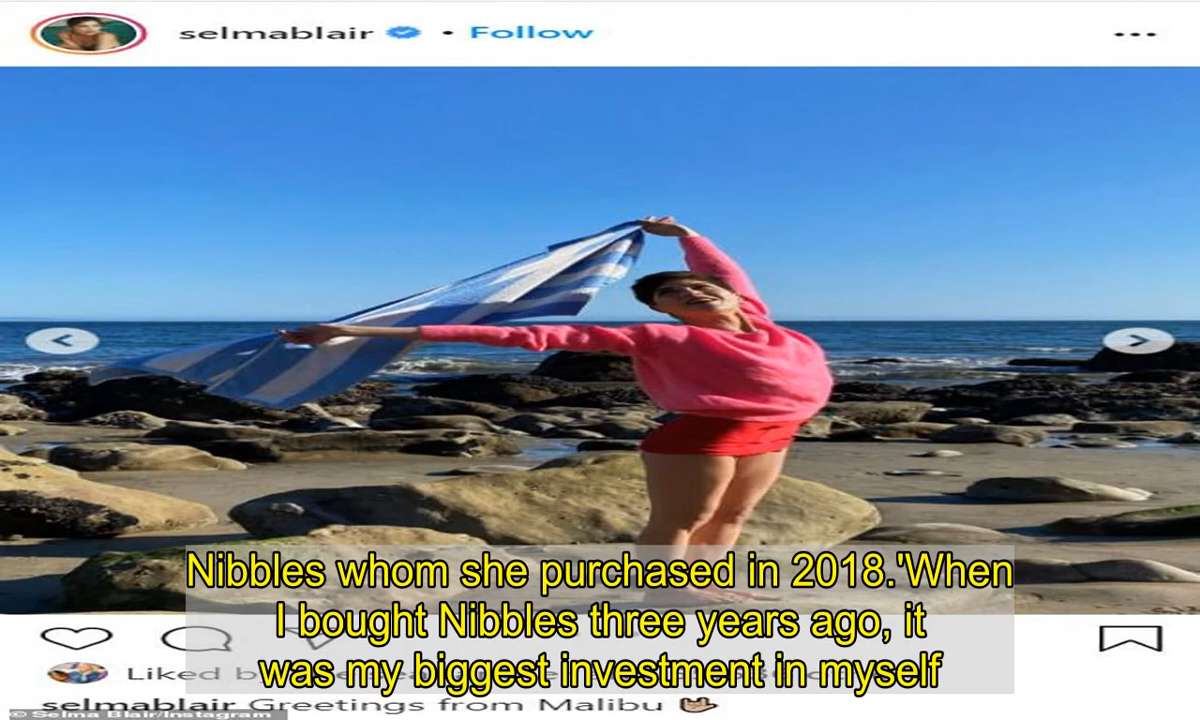 selmablair • Follow
Nibbles whom she purchased in 2018.'When
I bought Nibbles three years ago, it
was my biggest investment in myself
Liked b
selmablair Greetings from Malibu
© Selma Blair/Instagram